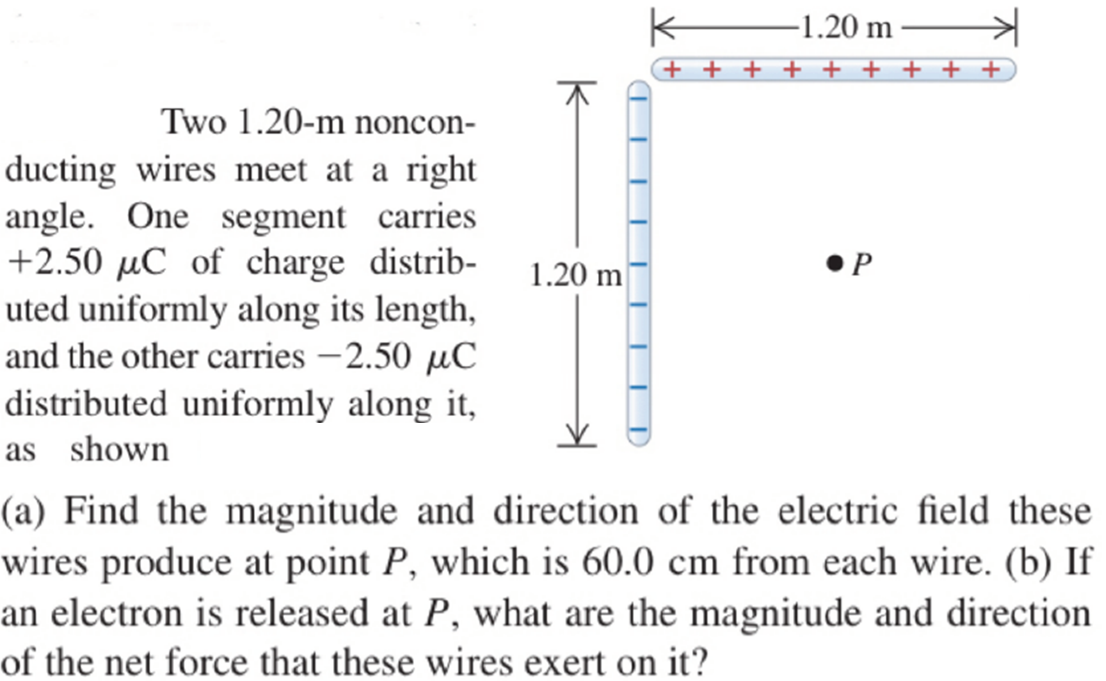 1.20 m
+ + + + + + + + +
Two 1.20-m noncon-
ducting wires meet at a right
angle. One segment carries
+2.50 μC of charge distrib-
uted uniformly along its length,
and the other carries −2.50 μC
distributed uniformly along it,
as shown
1.20 m
− − − − − − − − −
P
(a) Find the magnitude and direction of the electric field these
wires produce at point P, which is 60.0 cm from each wire. (b) If
an electron is released at P, what are the magnitude and direction
of the net force that these wires exert on it?